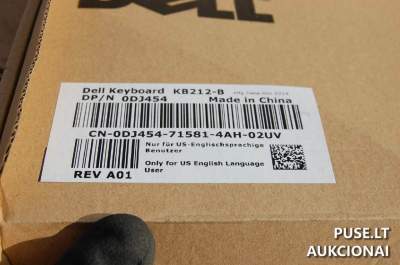 DELL
Dell Keyboard KB212-B
DP/N 0DJ454 Made in China
CN-0DJ454-71581-4AH-02UV
Nur für US-Englischsprachige
Benutzer
Only for US English Language
User
REV A01
PUSE.LT
AUKCIONAI